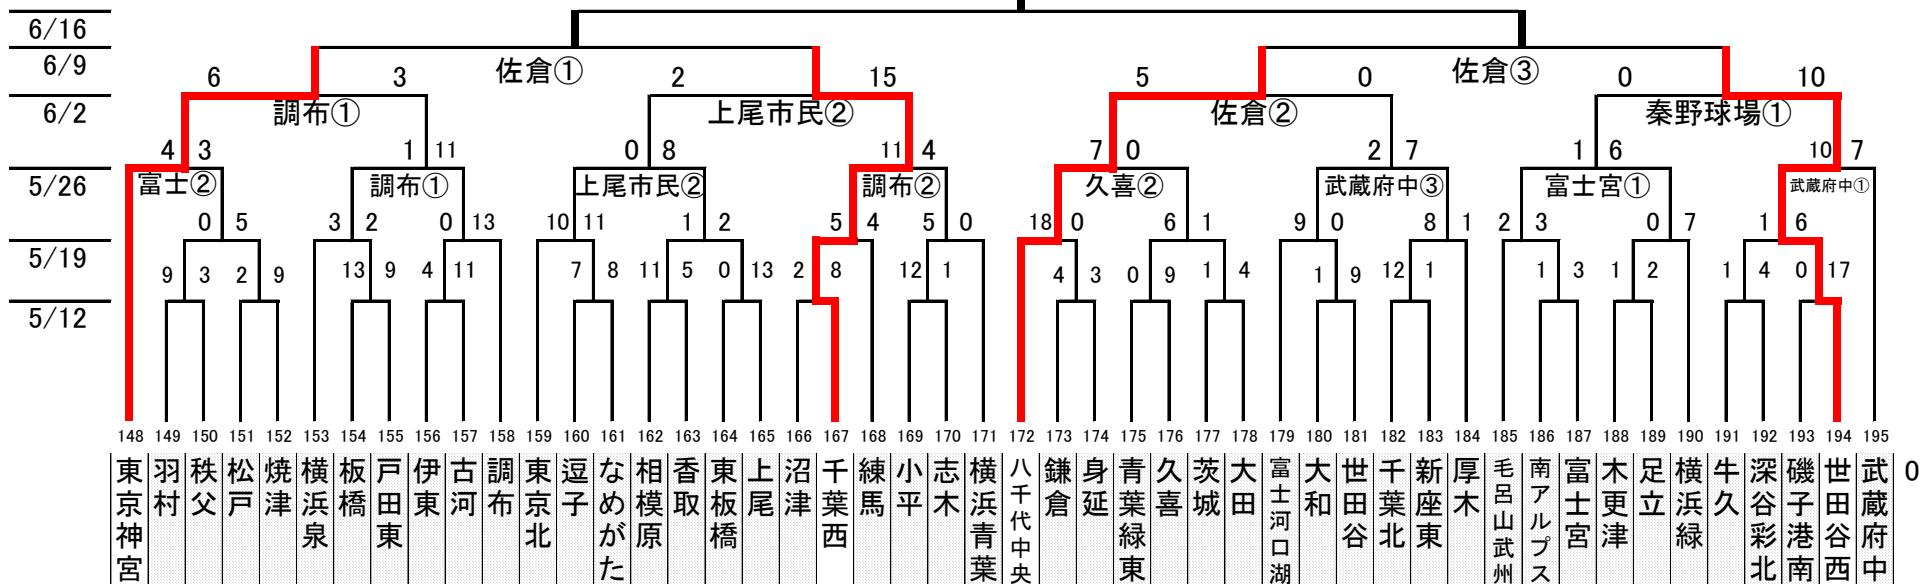 6/16
6/9
佐倉① 佐倉③
6 3 2 15 5 0 0 10
6/2
調布① 上尾市民② 佐倉② 秦野球場①
4 3 1 11 0 8 11 4 7 0 2 7 1 6 10 7
5/26
富士② 調布① 上尾市民② 調布② 久喜② 武蔵府中③ 富士宮① 武蔵府中①
0 5 3 2 0 13 10 11 1 2 5 4 5 0 18 0 6 1 9 0 8 1 2 3 0 7 1 6
5/19
9 3 2 9 13 9 4 11 7 8 11 5 0 13 2 8 12 1 4 3 0 9 1 4 1 9 12 1 1 3 1 2 1 4 0 17
5/12
148 149 150 151 152 153 154 155 156 157 158 159 160 161 162 163 164 165 166 167 168 169 170 171 172 173 174 175 176 177 178 179 180 181 182 183 184 185 186 187 188 189 190 191 192 193 194 195
東京神宮
羽村
秩父
松戸
焼津
横浜泉
板橋
戸田東
伊東
古河
調布
東京北
逗子
なめがた
相模原
香取
東板橋
上尾
沼津
千葉西
練馬
小平
志木
横浜青葉
八千代中央
鎌倉
身延
青葉緑東
久喜
茨城
大田
富士河口湖
大和
世田谷
千葉北
新座東
厚木
毛呂山武州
南アルプス
富士宮
木更津
足立
横浜緑
牛久
深谷彩北
磯子港南
世田谷西
武蔵府中
0